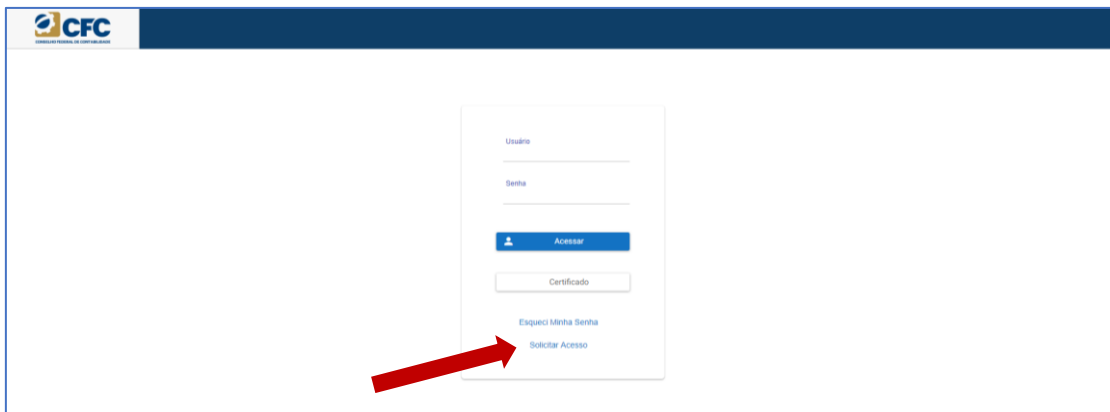 CFC
CONSELHO FEDERAL DE CONTABILIDADE
Usuário
Senha
Acessar
Certificado
Esqueci Minha Senha
Solicitar Acesso